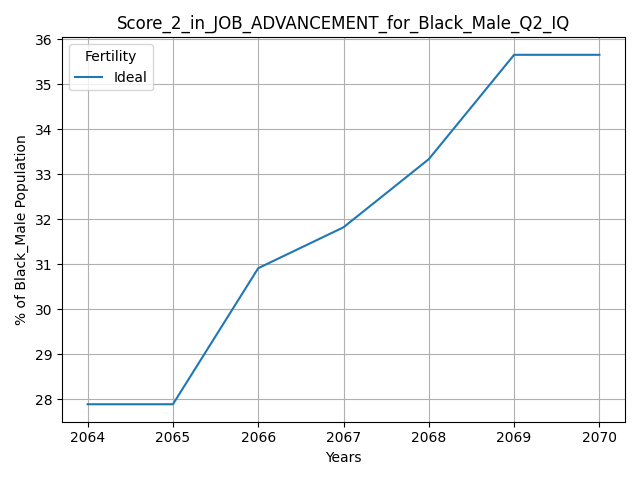 Score_2_in_JOB_ADVANCEMENT_for_Black_Male_Q2_IQ
Fertility
Ideal
% of Black_Male Population
36
35
34
33
32
31
30
29
28
2064 2065 2066 2067 2068 2069 2070
Years